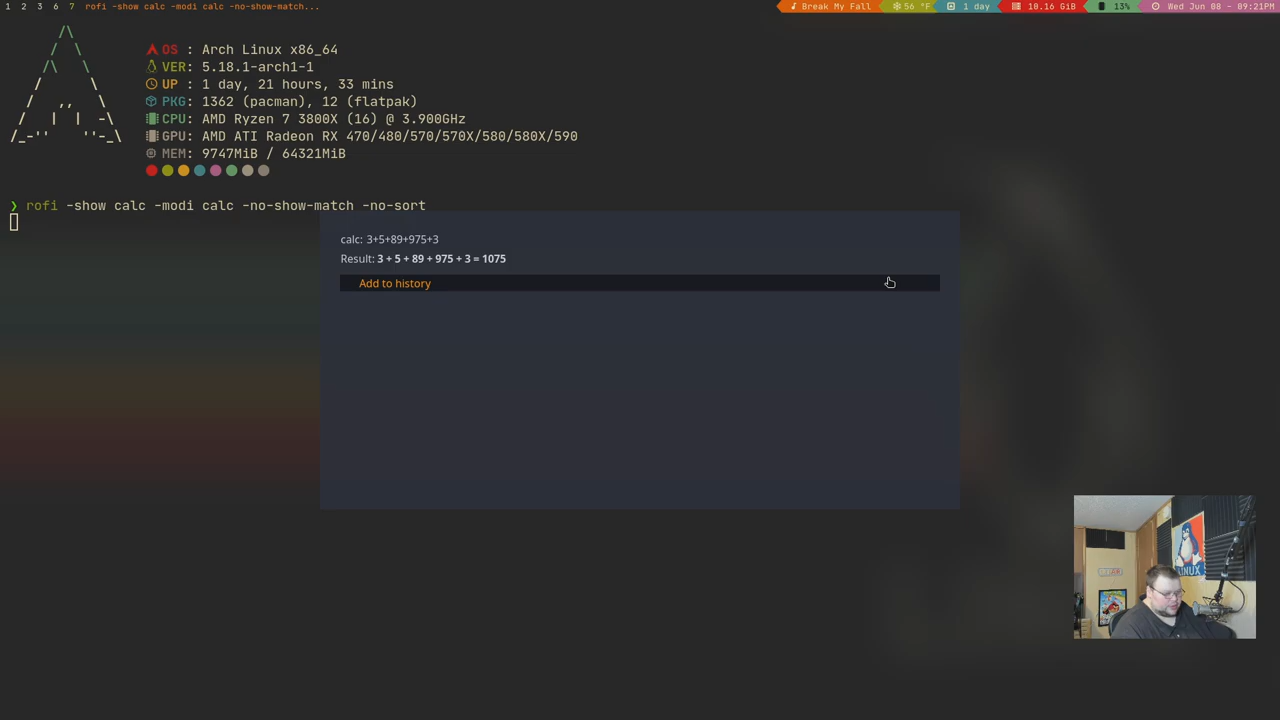 1 2 3 6 7 rofi -show calc -modi calc -no-show-match...
Break My Fall 56 °F 1 day 10.16 GiB 13% Wed Jun 08 - 09:21PM
OS : Arch Linux x86_64
VER: 5.18.1-arch1-1
UP : 1 day, 21 hours, 33 mins
PKG: 1362 (pacman), 12 (flatpak)
CPU: AMD Ryzen 7 3800X (16) @ 3.900GHz
GPU: AMD ATI Radeon RX 470/480/570/570X/580/580X/590
MEM: 9747MiB / 64321MiB
❯ rofi -show calc -modi calc -no-show-match -no-sort
calc: 3+5+89+975+3
Result: 3 + 5 + 89 + 975 + 3 = 1075
Add to history
LINUX